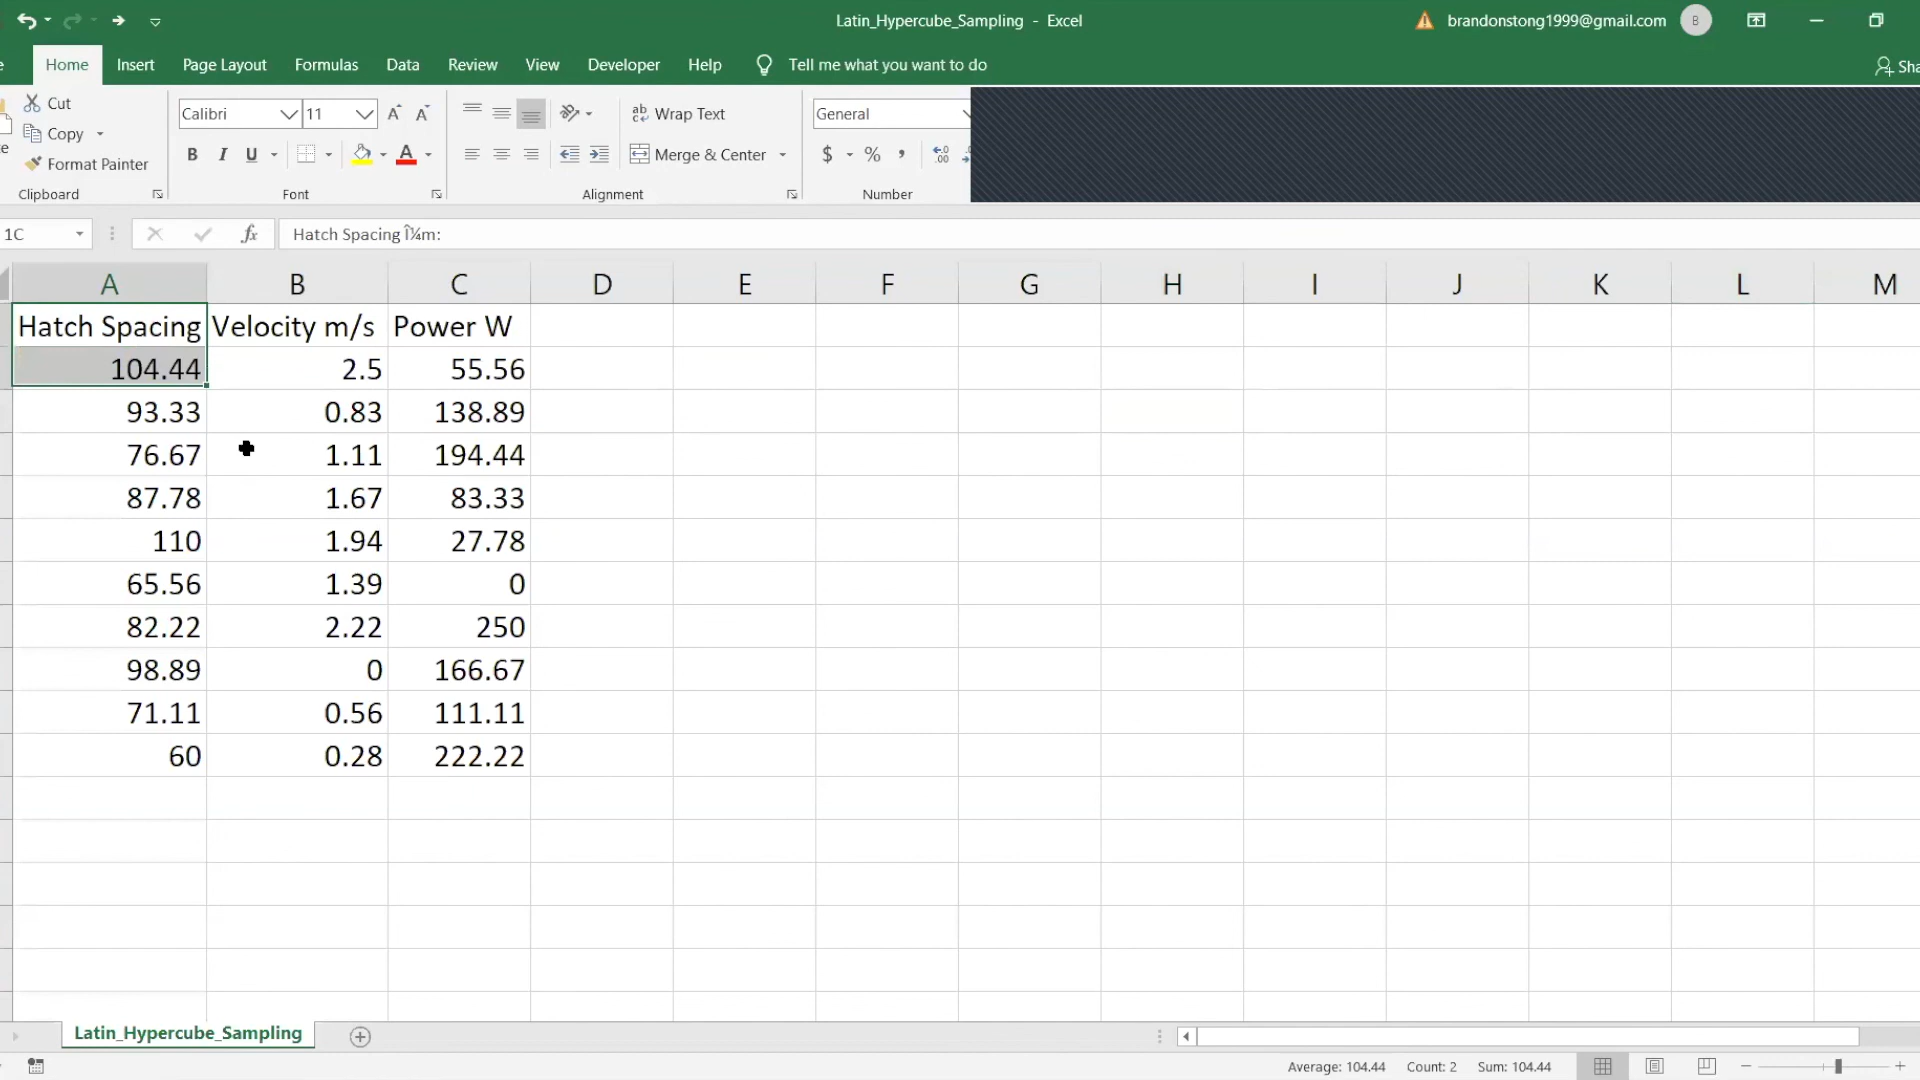 Latin_Hypercube_Sampling - Excel
brandonstong1999@gmail.com
B
Home Insert Page Layout Formulas Data Review View Developer Help Tell me what you want to do
Cut
Copy
Format Painter
Clipboard
Calibri 11
B I U
Font
Wrap Text
Merge & Center
Alignment
General
$ % ,
Number
1C
fx Hatch Spacing Î¼m:
A B C D E F G H I J K L M
Hatch Spacing Velocity m/s Power W
104.44 2.5 55.56
93.33 0.83 138.89
76.67 1.11 194.44
87.78 1.67 83.33
110 1.94 27.78
65.56 1.39 0
82.22 2.22 250
98.89 0 166.67
71.11 0.56 111.11
60 0.28 222.22
Latin_Hypercube_Sampling
Average: 104.44 Count: 2 Sum: 104.44